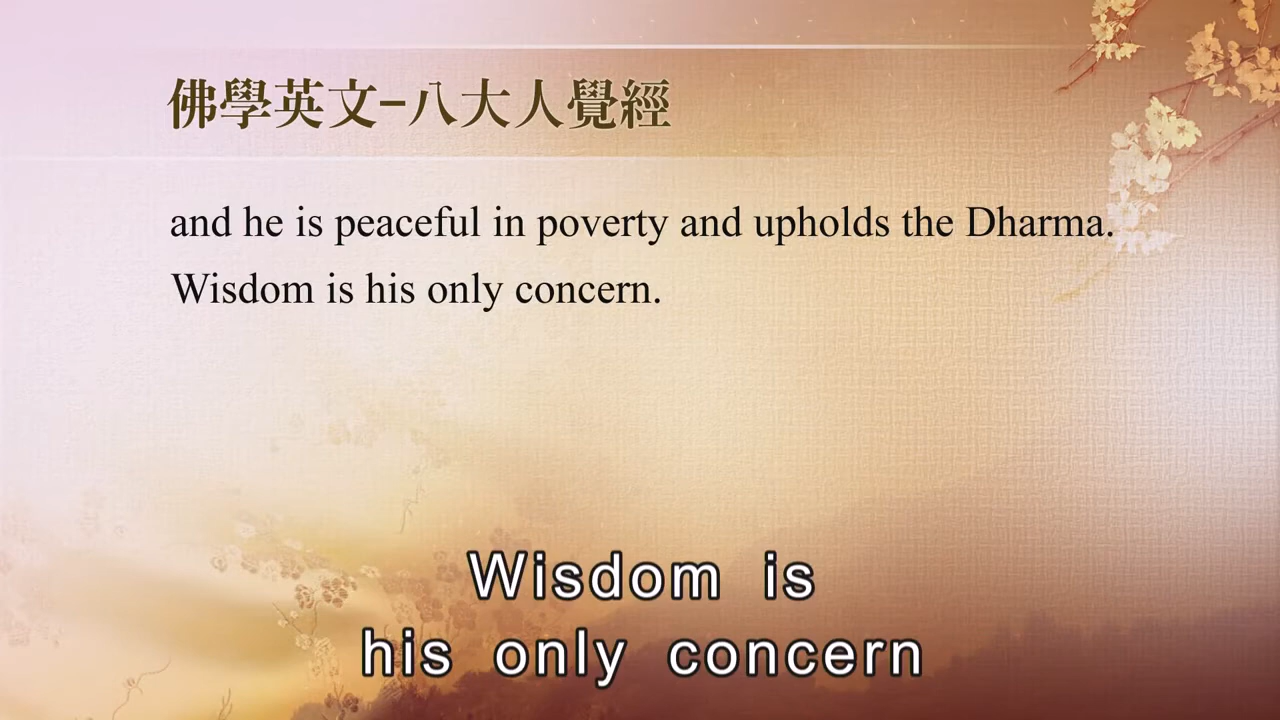 佛學英文-八大人覺經
and he is peaceful in poverty and upholds the Dharma.
Wisdom is his only concern.
Wisdom is
his only concern